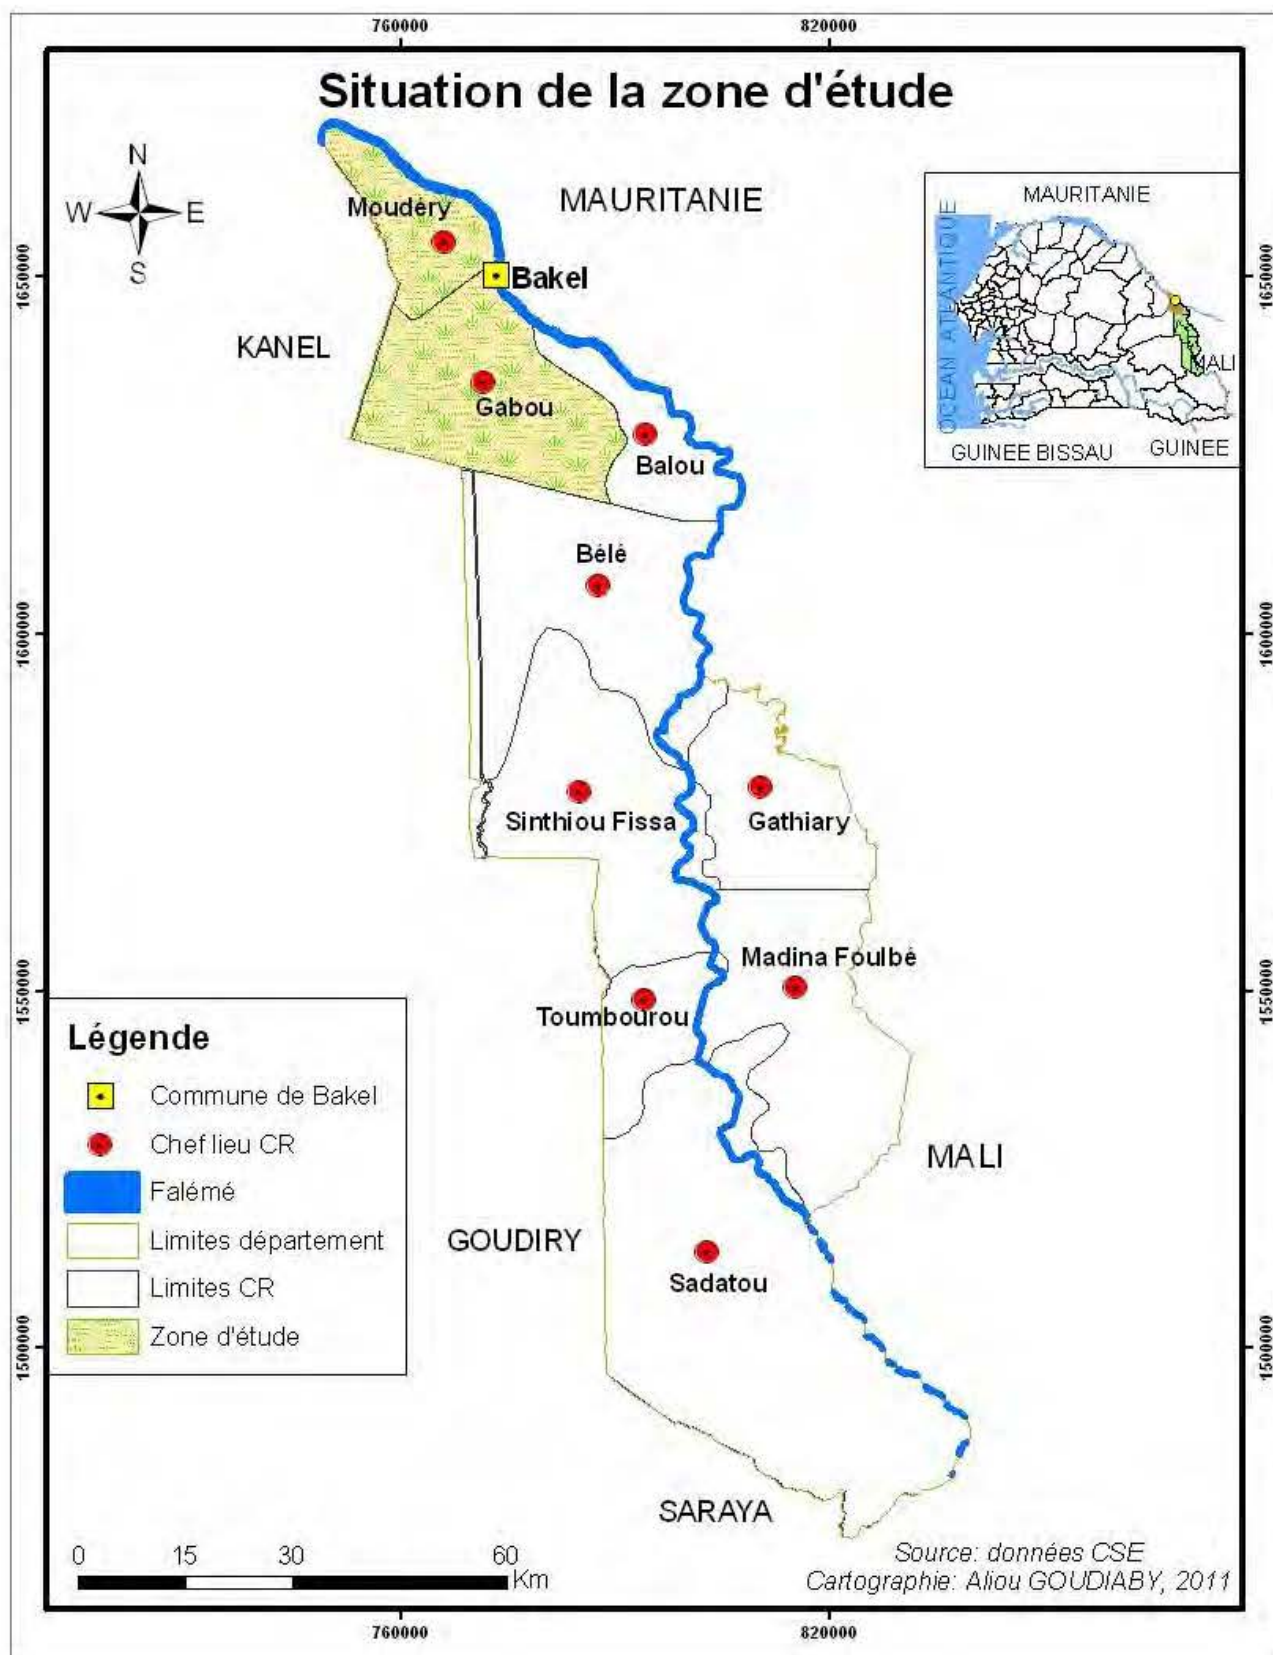 760000
820000
Situation de la zone d'étude
N
W E
S
MAURITANIE
Moudéry
Bakel
KANEL
Gabou
Balou
Bélé
Sinthiou Fissa
Gathiary
Madina Foulbé
Toumbourou
MALI
GOUDIRY
Sadatou
SARAYA
MAURITANIE
OCEAN ATLANTIQUE
MALI
GUINEE BISSAU
GUINEE
1650000
1650000
1600000
1600000
1550000
1550000
1500000
1500000
Légende
Commune de Bakel
Chef lieu CR
Falémé
Limites département
Limites CR
Zone d'étude
0 15 30 60
Km
Source: données CSE
Cartographie: Aliou GOUDIABY, 2011
760000
820000